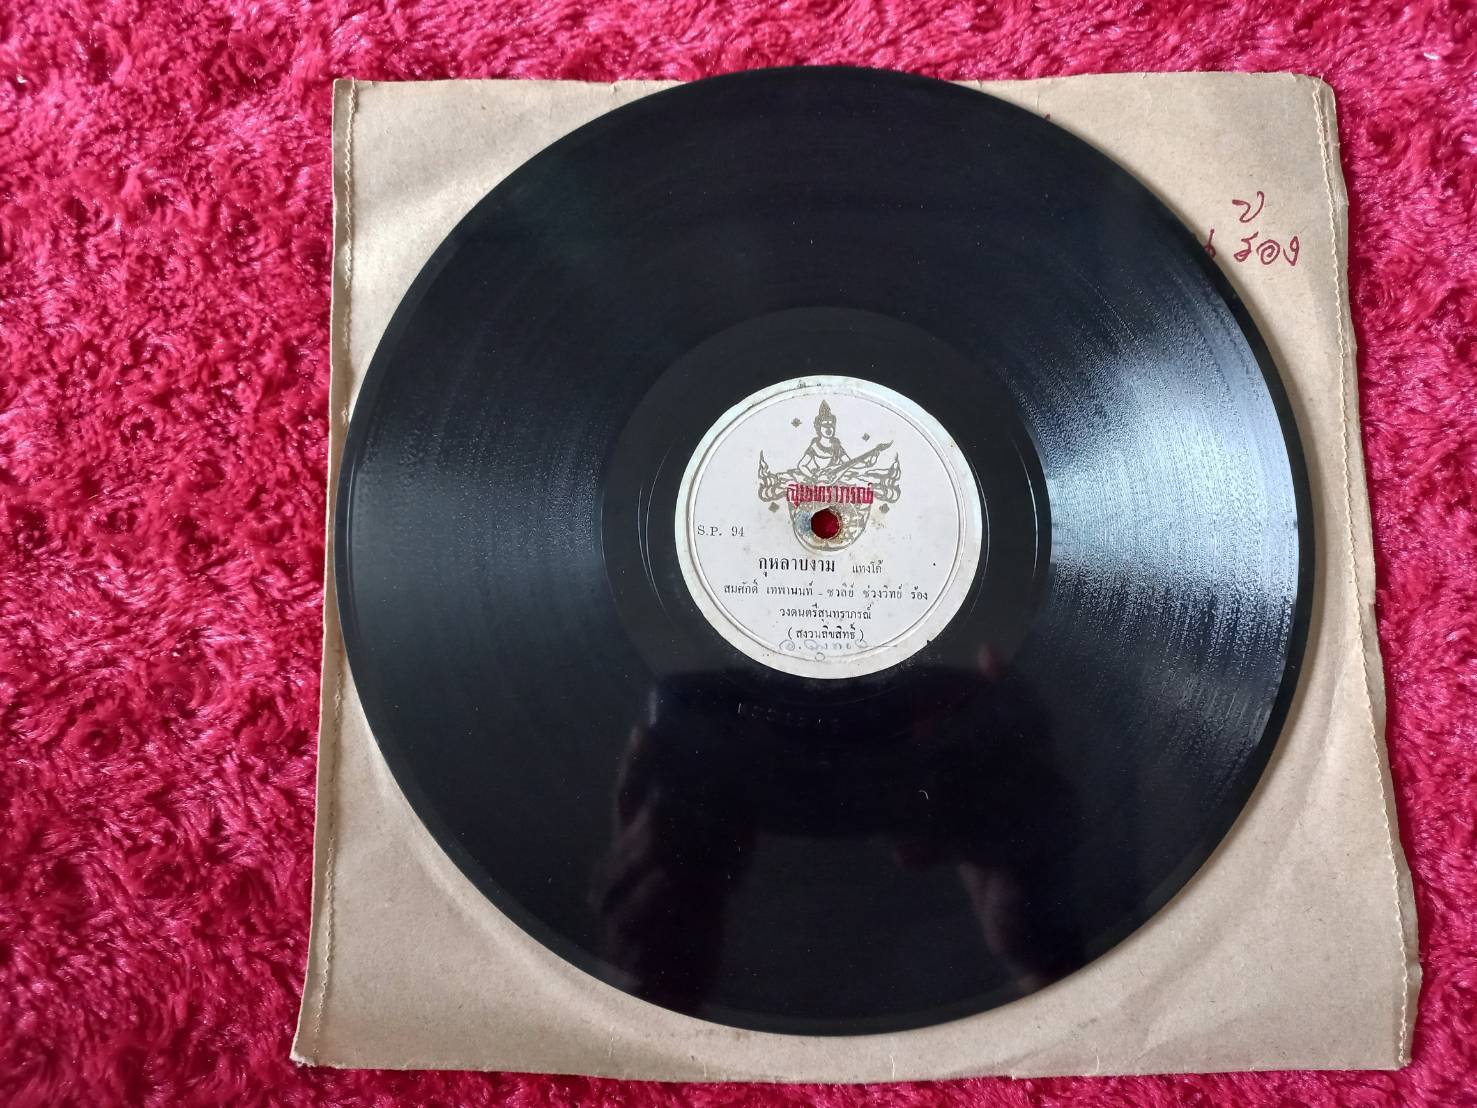 ป
ร้อง
สุนทราภรณ์
S.P. 94
กุหลาบงาม แทงโก้
สมศักดิ์ เทพานนท์ - ชวลีย์ ช่วงวิทย์ ร้อง
วงดนตรีสุนทราภรณ์
( สงวนลิขสิทธิ์ )